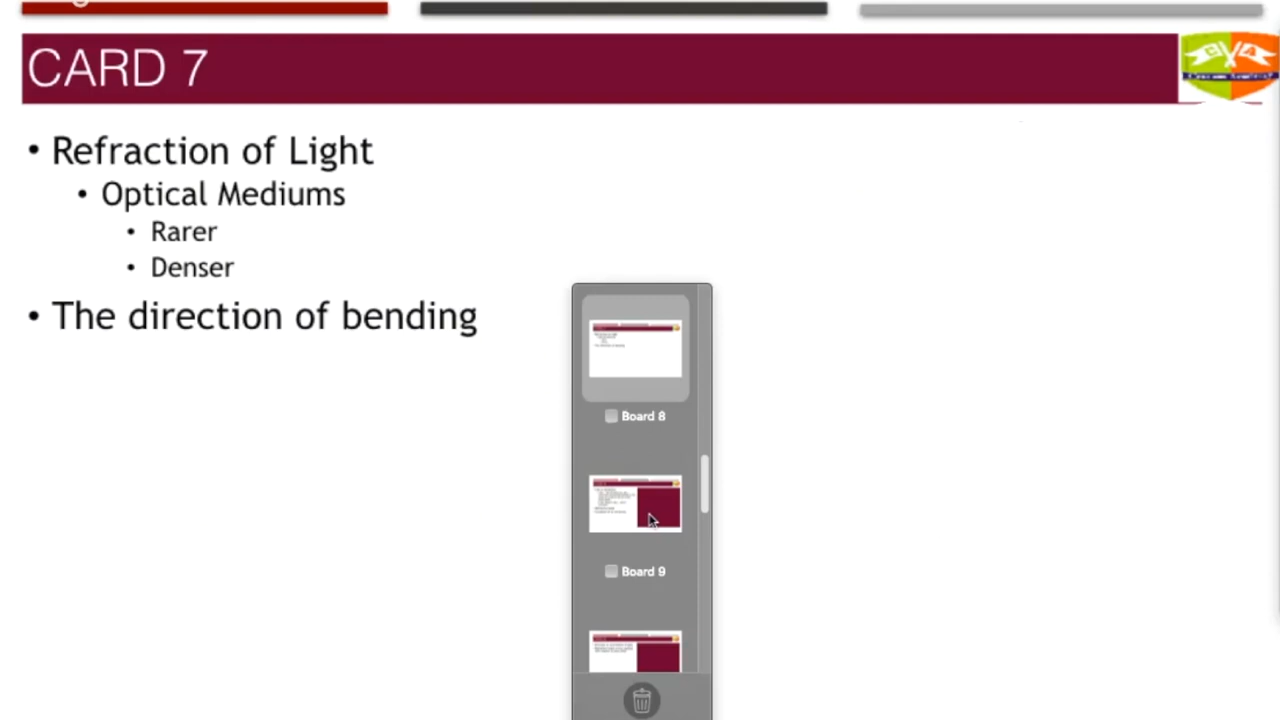 CARD 7
• Refraction of Light
• Optical Mediums
• Rarer
• Denser
• The direction of bending
Board 8
Board 9